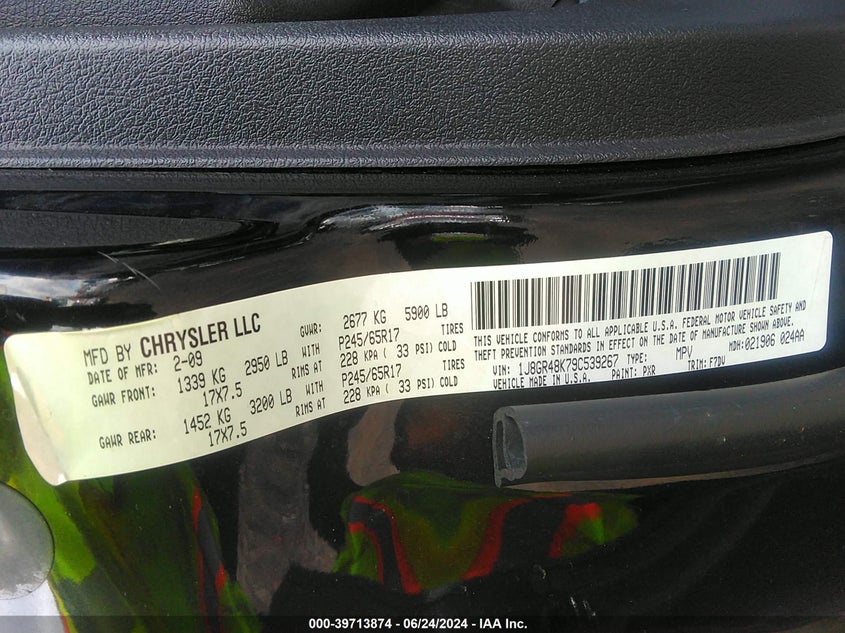 MFD BY CHRYSLER LLC
DATE OF MFR: 2-09 GVWR: 2677 KG 5900 LB
GAWR FRONT: 1339 KG 2950 LB WITH P245/65R17 TIRES
17X7.5 RIMS AT 228 KPA ( 33 PSI) COLD
GAWR REAR: 1452 KG 3200 LB WITH P245/65R17 TIRES
17X7.5 RIMS AT 228 KPA ( 33 PSI) COLD
THIS VEHICLE CONFORMS TO ALL APPLICABLE U.S.A. FEDERAL MOTOR VEHICLE SAFETY AND
THEFT PREVENTION STANDARDS IN EFFECT ON THE DATE OF MANUFACTURE SHOWN ABOVE.
MDH: 021906 024AA
VIN: 1J8GR48K79C539267 TYPE: MPV
VEHICLE MADE IN U.S.A. PAINT: PXR TRIM: F7DV
000-39713874 / 06/24/2024 - IAA Inc.